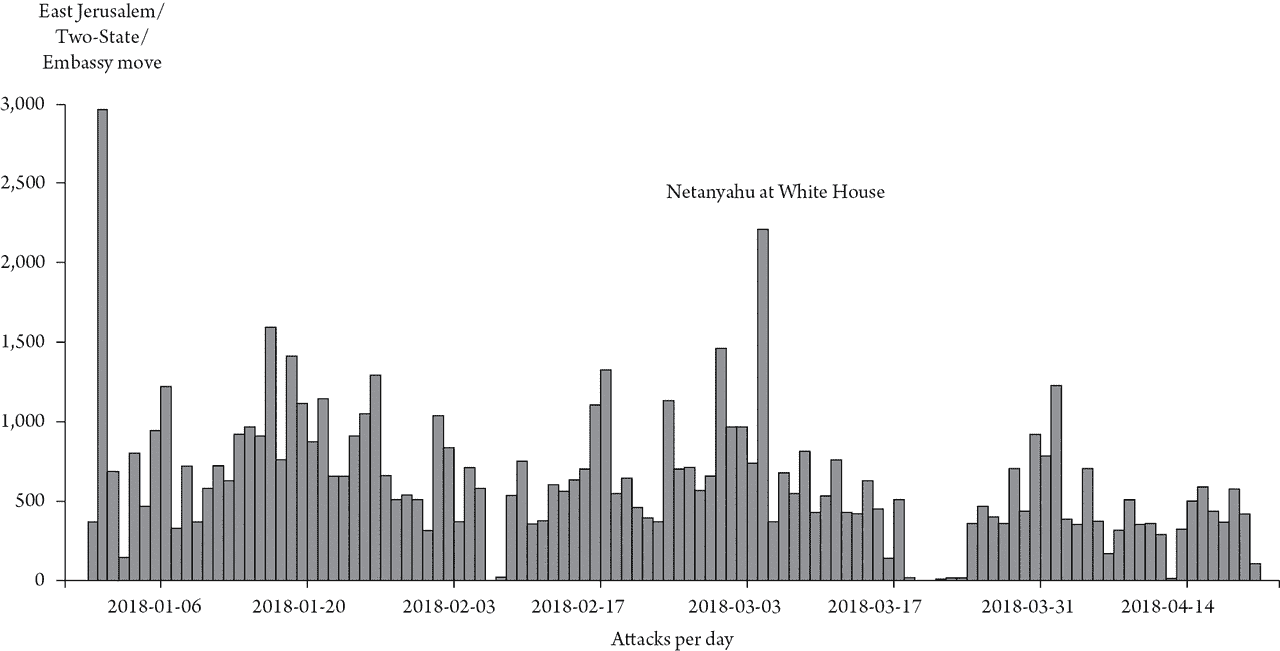 East Jerusalem/
Two-State/
Embassy move
3,000
2,500
Netanyahu at White House
2,000
1,500
1,000
500
0
2018-01-06 2018-01-20 2018-02-03 2018-02-17 2018-03-03 2018-03-17 2018-03-31 2018-04-14
Attacks per day